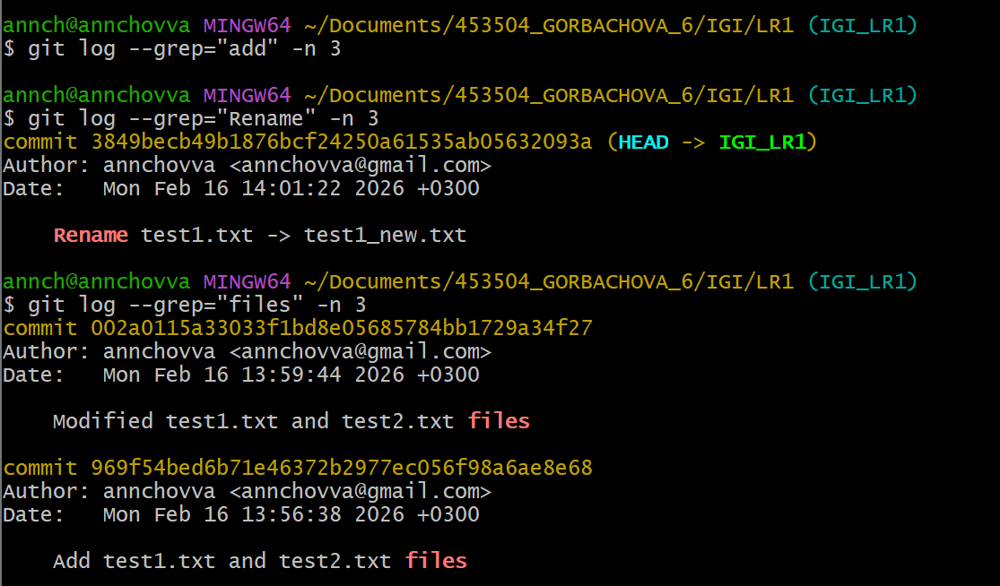 annch@annchovva MINGW64 ~/Documents/453504_GORBACHOVA_6/IGI/LR1 (IGI_LR1)
$ git log --grep="add" -n 3
annch@annchovva MINGW64 ~/Documents/453504_GORBACHOVA_6/IGI/LR1 (IGI_LR1)
$ git log --grep="Rename" -n 3
commit 3849becb49b1876bcf24250a61535ab05632093a (HEAD -> IGI_LR1)
Author: annchovva <annchovva@gmail.com>
Date:   Mon Feb 16 14:01:22 2026 +0300
    Rename test1.txt -> test1_new.txt
annch@annchovva MINGW64 ~/Documents/453504_GORBACHOVA_6/IGI/LR1 (IGI_LR1)
$ git log --grep="files" -n 3
commit 002a0115a33033f1bd8e05685784bb1729a34f27
Author: annchovva <annchovva@gmail.com>
Date:   Mon Feb 16 13:59:44 2026 +0300
    Modified test1.txt and test2.txt files
commit 969f54bed6b71e46372b2977ec056f98a6ae8e68
Author: annchovva <annchovva@gmail.com>
Date:   Mon Feb 16 13:56:38 2026 +0300
    Add test1.txt and test2.txt files